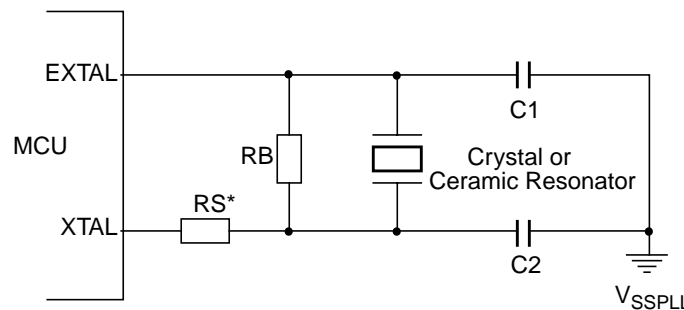 EXTAL
C1
MCU
RB
Crystal or
Ceramic Resonator
RS*
XTAL
C2
VSSPLL